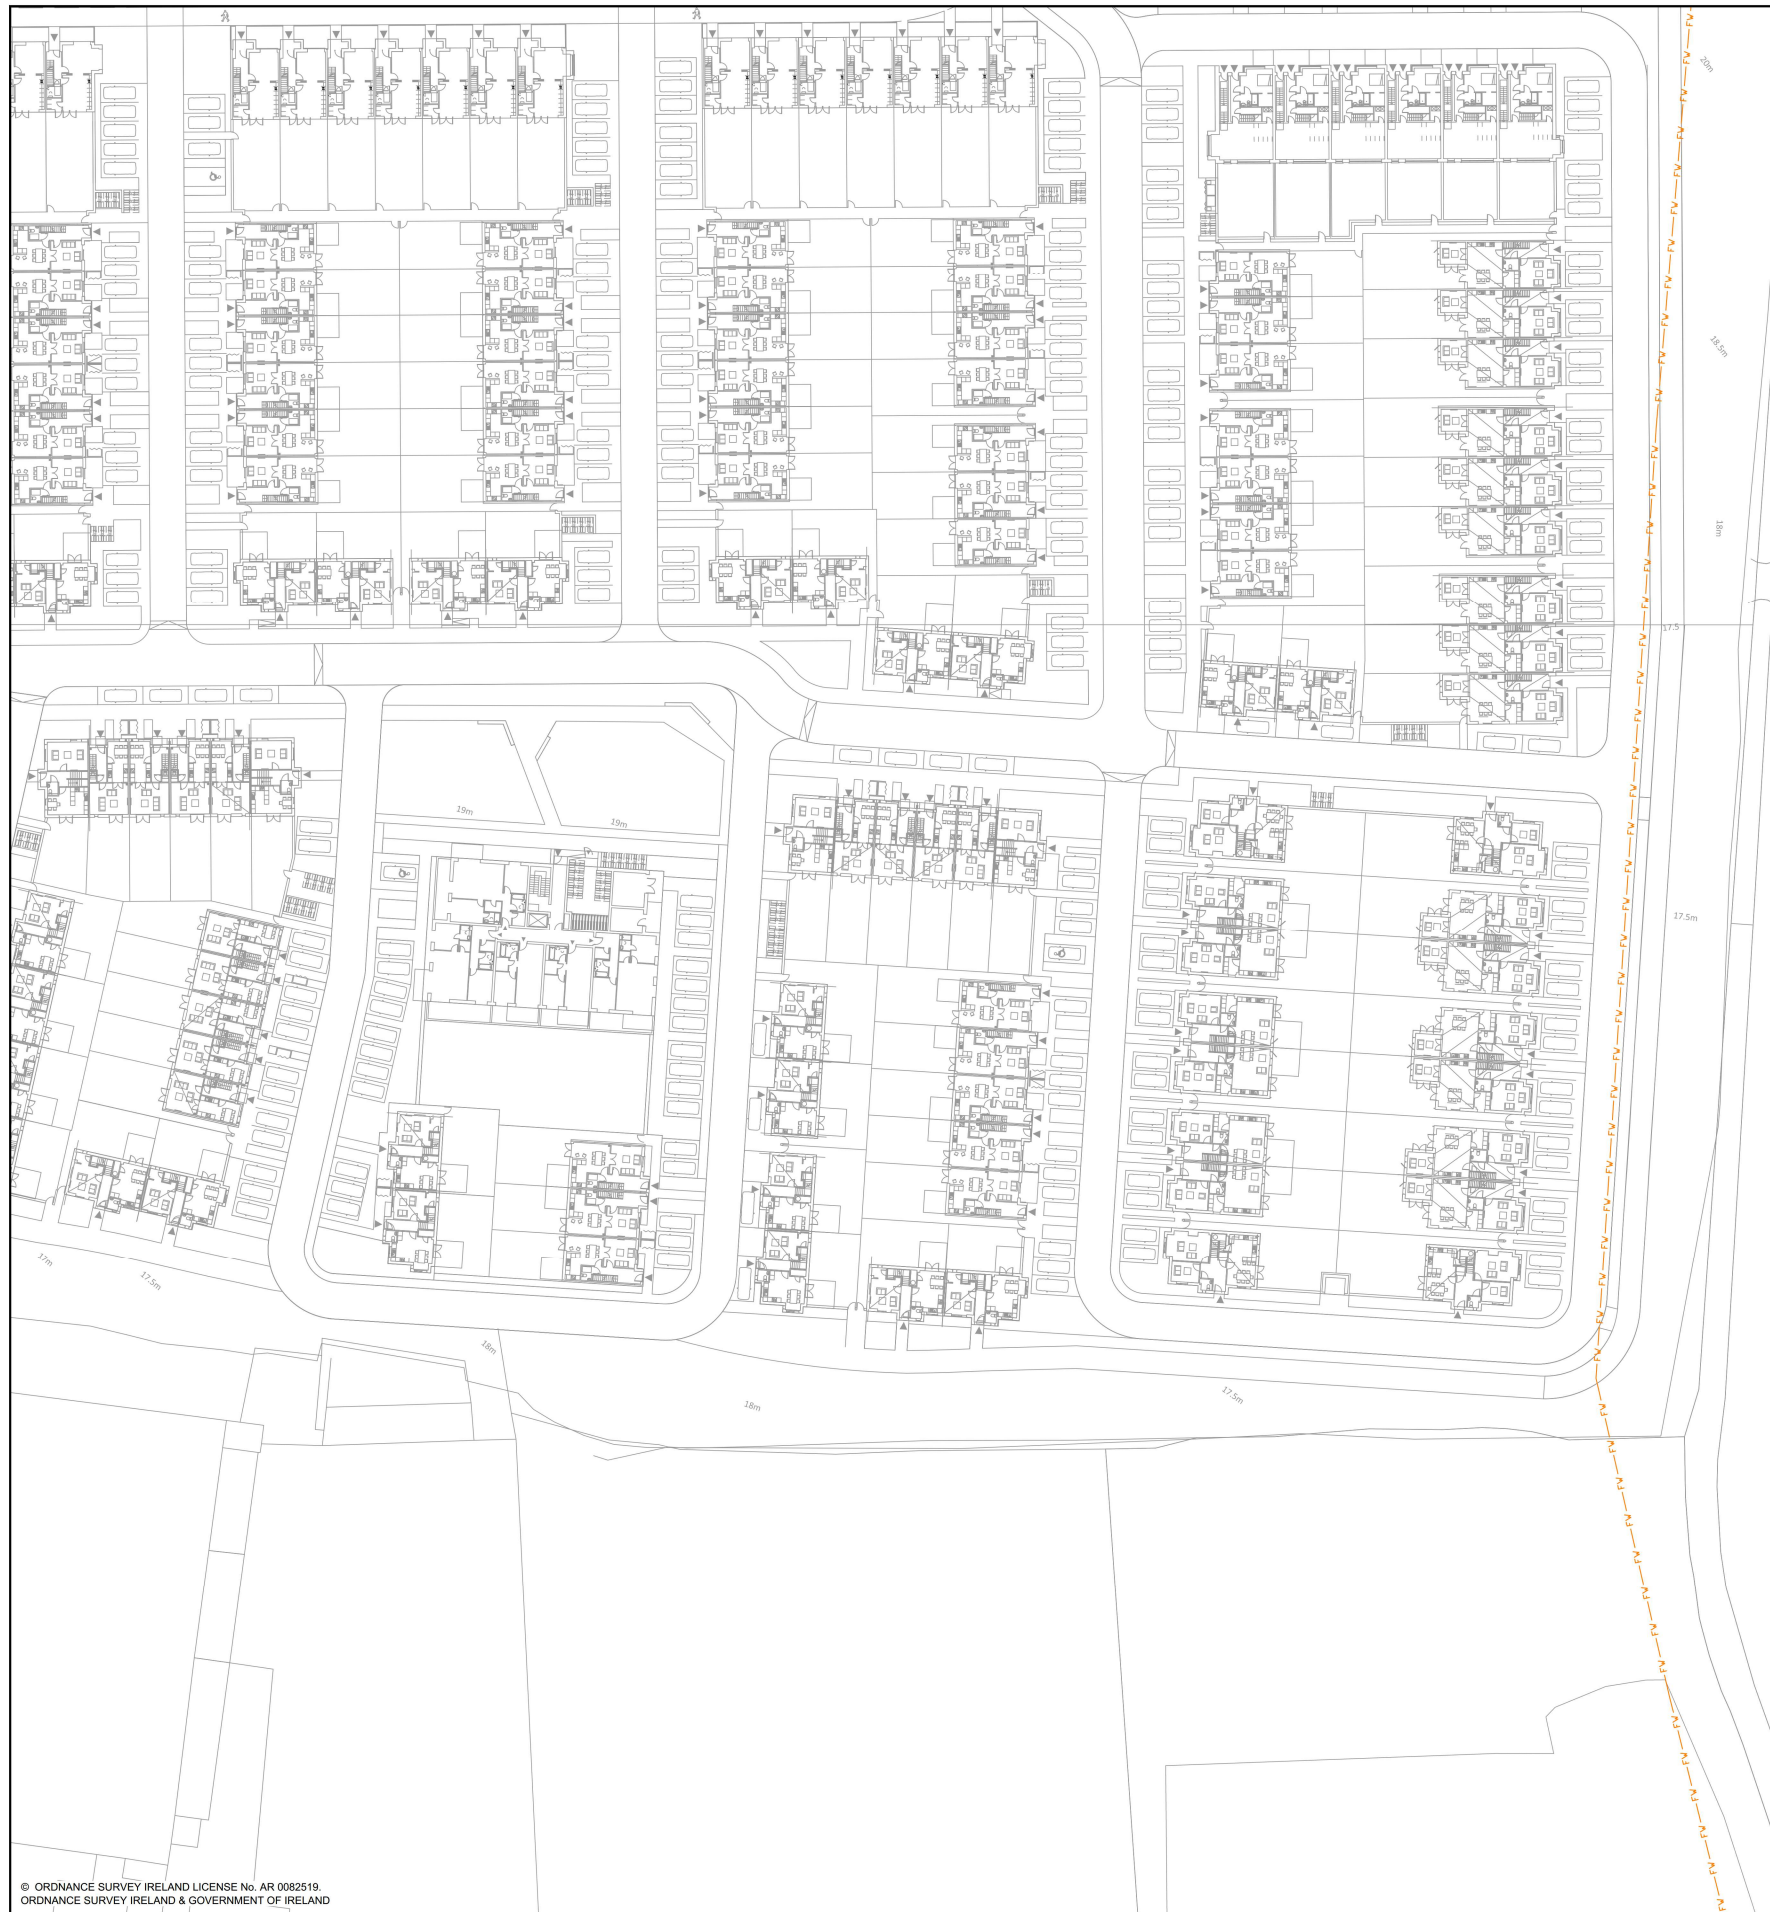 20m
18.5m
18m
17.5
19m
19m
17.5m
17m
17.5m
18m
18m
17.5m
FW
© ORDNANCE SURVEY IRELAND LICENSE No. AR 0082519.
ORDNANCE SURVEY IRELAND & GOVERNMENT OF IRELAND